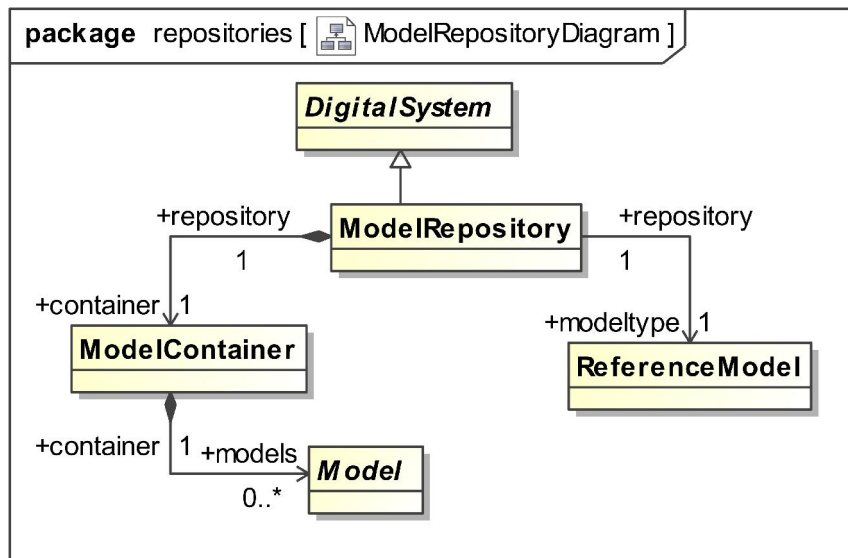 package repositories [ ModelRepositoryDiagram ]
DigitalSystem
+repository
ModelRepository
+repository
1
1
+container 1
+modeltype 1
ModelContainer
ReferenceModel
+container 1
+models
Model
0..*